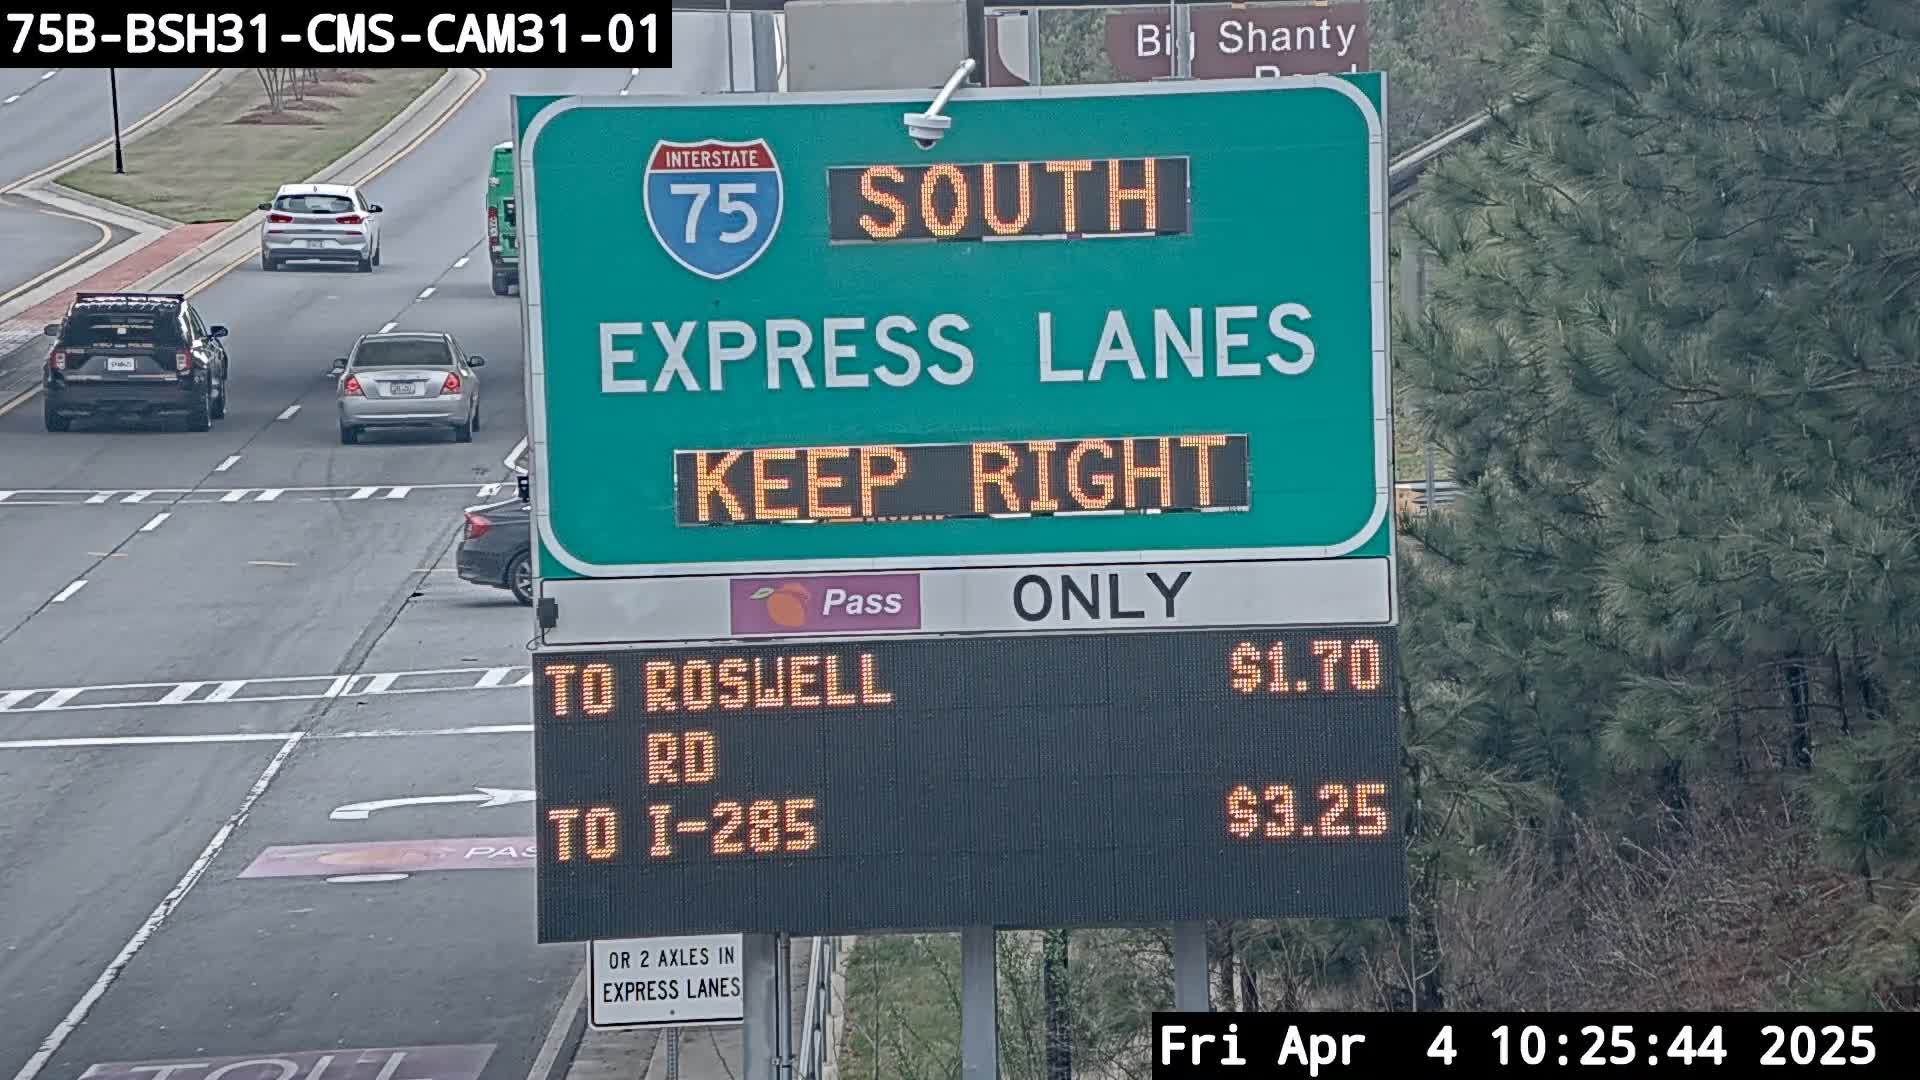 75B-BSH31-CMS-CAM31-01
Big Shanty
INTERSTATE
75
SOUTH
EXPRESS LANES
KEEP RIGHT
Pass ONLY
TO ROSWELL $1.70
RD
TO I-285 $3.25
PAS
OR 2 AXLES IN
EXPRESS LANES
TOLL
Fri Apr 4 10:25:44 2025